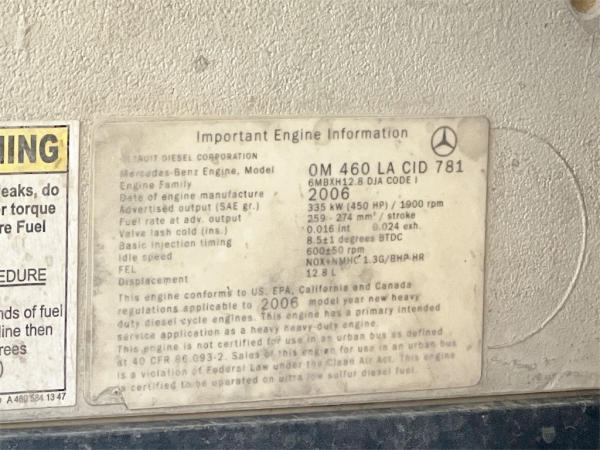 NING
eaks, do
er torque
re Fuel
EDURE
nds of fuel
line then
rees
)
A 460 584 13 47
Important Engine Information
DETROIT DIESEL CORPORATION
Mercedes-Benz Engine, Model OM 460 LA CID 781
Engine Family 6MBXH12.8 DJA CODE I
Date of engine manufacture 2006
Advertised output (SAE gr.) 335 kW (450 HP) / 1900 rpm
Fuel rate at adv. output 259 - 274 mm³ / stroke
Valve lash cold (ins.) 0.016 int 0.024 exh.
Basic injection timing 8.5±1 degrees BTDC
Idle speed 600±50 rpm
FEL NOX+NMHC 1.3G/BHP-HR
Displacement 12.8 L
This engine conforms to US, EPA, California and Canada
regulations applicable to 2006 model year new heavy
duty diesel cycle engines. This engine has a primary intended
service application as a heavy heavy-duty engine.
This engine is not certified for use in an urban bus as defined
at 40 CFR 86.093-2. Sales of this engine for use in an urban bus
is a violation of Federal Law under the Clean Air Act. This engine
is certified to be operated on ultra low sulfur diesel fuel.